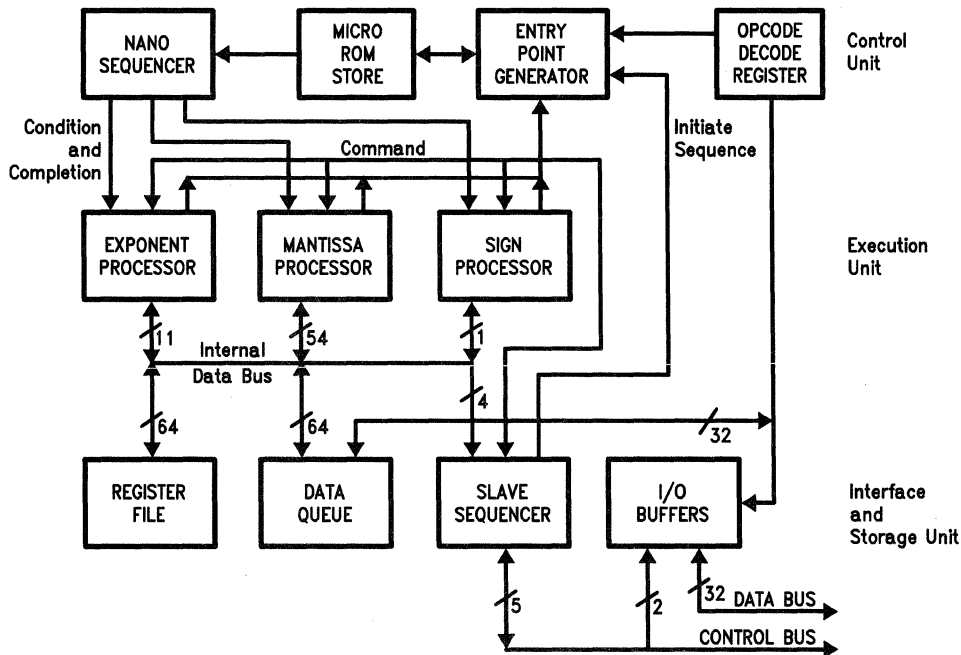 NANO
SEQUENCER
MICRO
ROM
STORE
ENTRY
POINT
GENERATOR
OPCODE
DECODE
REGISTER
Control
Unit
Condition
and
Completion
Command
Initiate
Sequence
EXPONENT
PROCESSOR
MANTISSA
PROCESSOR
SIGN
PROCESSOR
Execution
Unit
11
54
1
Internal
Data Bus
4
64
64
32
REGISTER
FILE
DATA
QUEUE
SLAVE
SEQUENCER
I/O
BUFFERS
Interface
and
Storage Unit
5
2
32
DATA BUS
CONTROL BUS